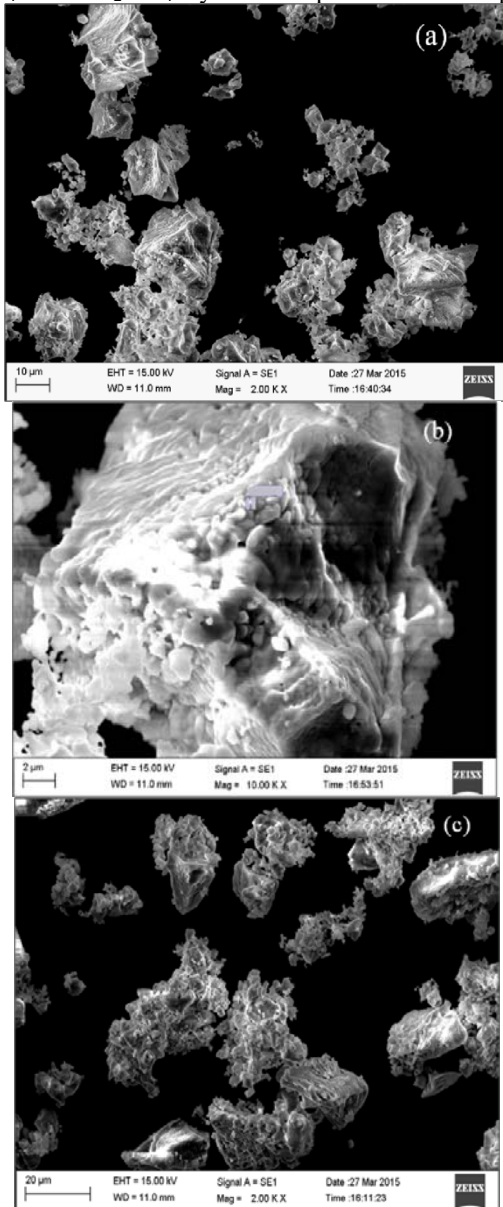 (a)
10 µm
EHT = 15.00 kV
WD = 11.0 mm
Signal A = SE1
Mag = 2.00 K X
Date :27 Mar 2015
Time :16:40:34
ZEISS
(b)
2 µm
EHT = 15.00 kV
WD = 11.0 mm
Signal A = SE1
Mag = 10.00 K X
Date :27 Mar 2015
Time :16:53:51
ZEISS
(c)
20 µm
EHT = 15.00 kV
WD = 11.0 mm
Signal A = SE1
Mag = 2.00 K X
Date :27 Mar 2015
Time :16:11:23
ZEISS